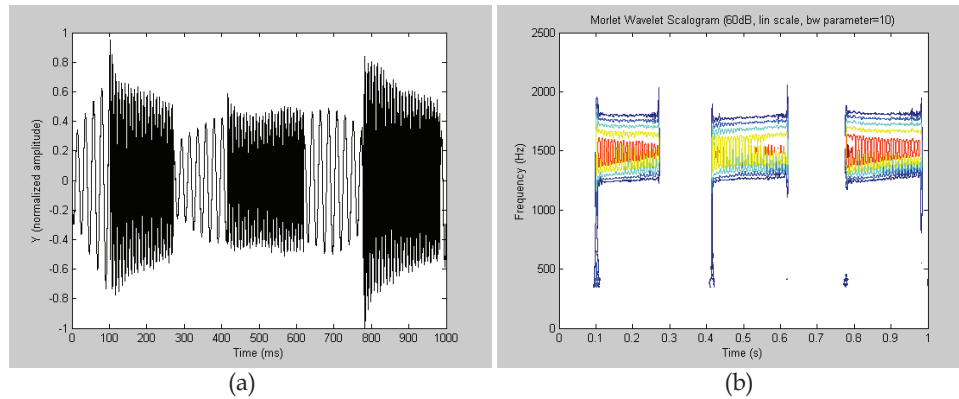 1
0.8
0.6
0.4
0.2
0
-0.2
-0.4
-0.6
-0.8
-1
Y (normalized amplitude)
0 100 200 300 400 500 600 700 800 900 1000
Time (ms)
(a)
Morlet Wavelet Scalogram (60dB, lin scale, bw parameter=10)
2500
2000
1500
1000
500
0
Frequency (Hz)
0 0.1 0.2 0.3 0.4 0.5 0.6 0.7 0.8 0.9 1
Time (s)
(b)